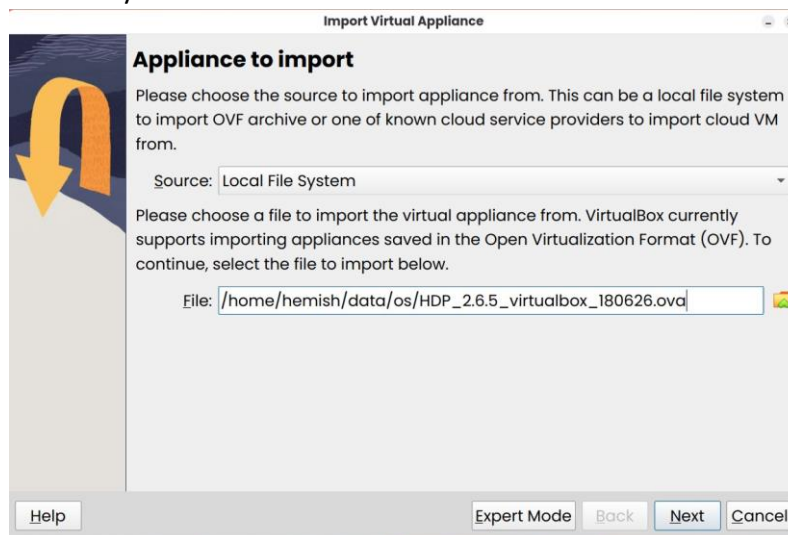 Import Virtual Appliance
Appliance to import
Please choose the source to import appliance from. This can be a local file system
to import OVF archive or one of known cloud service providers to import cloud VM
from.
Source: Local File System
Please choose a file to import the virtual appliance from. VirtualBox currently
supports importing appliances saved in the Open Virtualization Format (OVF). To
continue, select the file to import below.
File: /home/hemish/data/os/HDP_2.6.5_virtualbox_180626.ova
Help Expert Mode Back Next Cancel